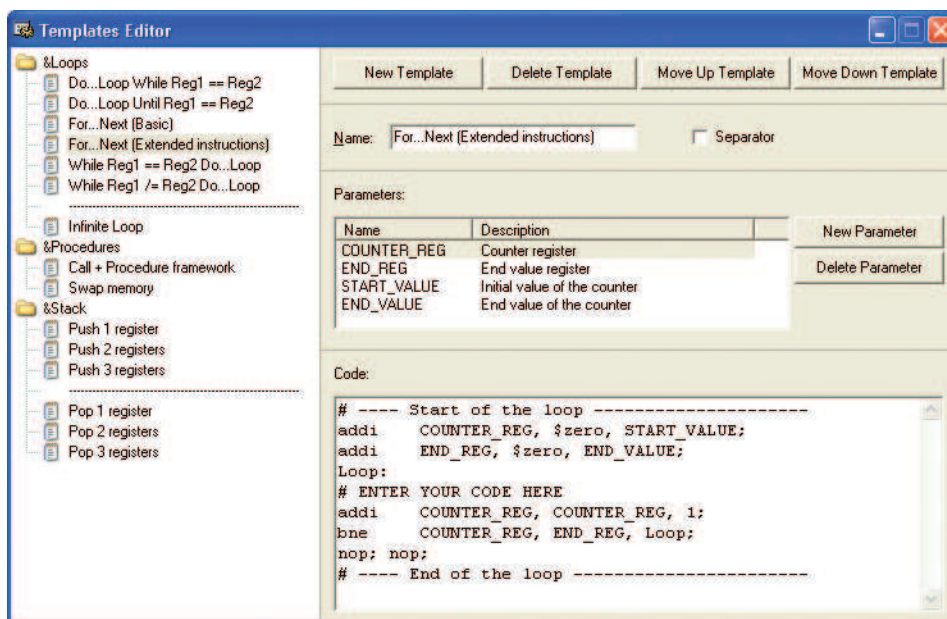 Templates Editor
&Loops
Do...Loop While Reg1 == Reg2
Do...Loop Until Reg1 == Reg2
For...Next (Basic)
For...Next (Extended instructions)
While Reg1 == Reg2 Do...Loop
While Reg1 /= Reg2 Do...Loop
Infinite Loop
&Procedures
Call + Procedure framework
Swap memory
&Stack
Push 1 register
Push 2 registers
Push 3 registers
Pop 1 register
Pop 2 registers
Pop 3 registers
New Template Delete Template Move Up Template Move Down Template
Name: For...Next (Extended instructions) Separator
Parameters:
Name Description
COUNTER_REG Counter register
END_REG End value register
START_VALUE Initial value of the counter
END_VALUE End value of the counter
New Parameter
Delete Parameter
Code:
# ---- Start of the loop ----------------------
addi COUNTER_REG, $zero, START_VALUE;
addi END_REG, $zero, END_VALUE;
Loop:
# ENTER YOUR CODE HERE
addi COUNTER_REG, COUNTER_REG, 1;
bne COUNTER_REG, END_REG, Loop;
nop; nop;
# ---- End of the loop ------------------------